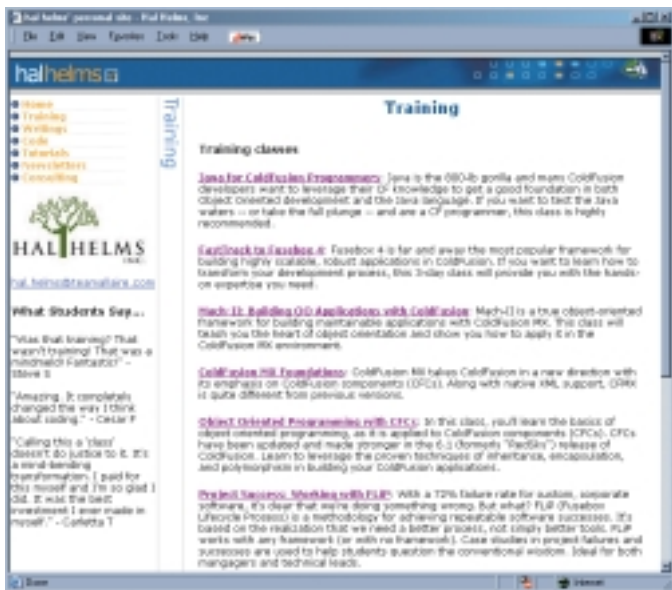 hal helms' personal site - Hal Helms, Inc
File Edit View Favorites Tools Help
halhelms
Home
Training
Writings
Code
Tutorials
Newsletters
Consulting
HAL HELMS
INC.
hal.helms@teamallaire.com
What Students Say...
"Was that training? That
wasn't training! That was a
mindmeld! Fantastic!" -
Steve S
"Amazing. It completely
changed the way I think
about coding." - Cesar P
"Calling this a 'class'
doesn't do justice to it. It's
a mind-bending
transformation. I paid for
this myself and I'm so glad I
did. It was the best
investment I ever made in
myself." - Carletta T
Training
Training
Training classes
Java for ColdFusion Programmers: Java is the 800-lb gorilla and many ColdFusion
developers want to leverage their CF knowledge to get a good foundation in both
Object Oriented development and the Java language. If you want to test the Java
waters -- or take the full plunge -- and are a CF programmer, this class is highly
recommended.
FastTrack to Fusebox 4: Fusebox 4 is far and away the most popular framework for
building highly scalable, robust applications in ColdFusion. If you want to learn how to
transform your development process, this 3-day class will provide you with the hands-
on expertise you need.
Mach-II: Building OO Applications with ColdFusion: Mach-II is a true object-oriented
framework for building maintainable applications with ColdFusion MX. This class will
teach you the heart of object orientation and show you how to apply it in the
ColdFusion MX environment.
ColdFusion MX Foundations: ColdFusion MX takes ColdFusion in a new direction with
its emphasis on ColdFusion components (CFCs). Along with native XML support, CFMX
is quite different from previous versions.
Object Oriented Programming with CFCs: In this class, you'll learn the basics of
object oriented programming, as it is applied to ColdFusion components (CFCs). CFCs
have been updated and made stronger in the 6.1 (formerly "RedSky") release of
ColdFusion. Learn to leverage the proven techniques of inheritance, encapsulation,
and polymorphism in building your ColdFusion applications.
Project Success: Working with FLiP: With a 72% failure rate for custom, corporate
software, it's clear that we're doing something wrong. But what? FLiP (Fusebox
Lifecycle Process) is a methodology for achieving repeatable software successes. It's
based on the realization that we need a better process, not simply better tools. FLiP
works with any framework (or with no framework). Case studies in project failures and
successes are used to help students question the conventional wisdom. Ideal for both
mangagers and technical leads.
Done
Internet